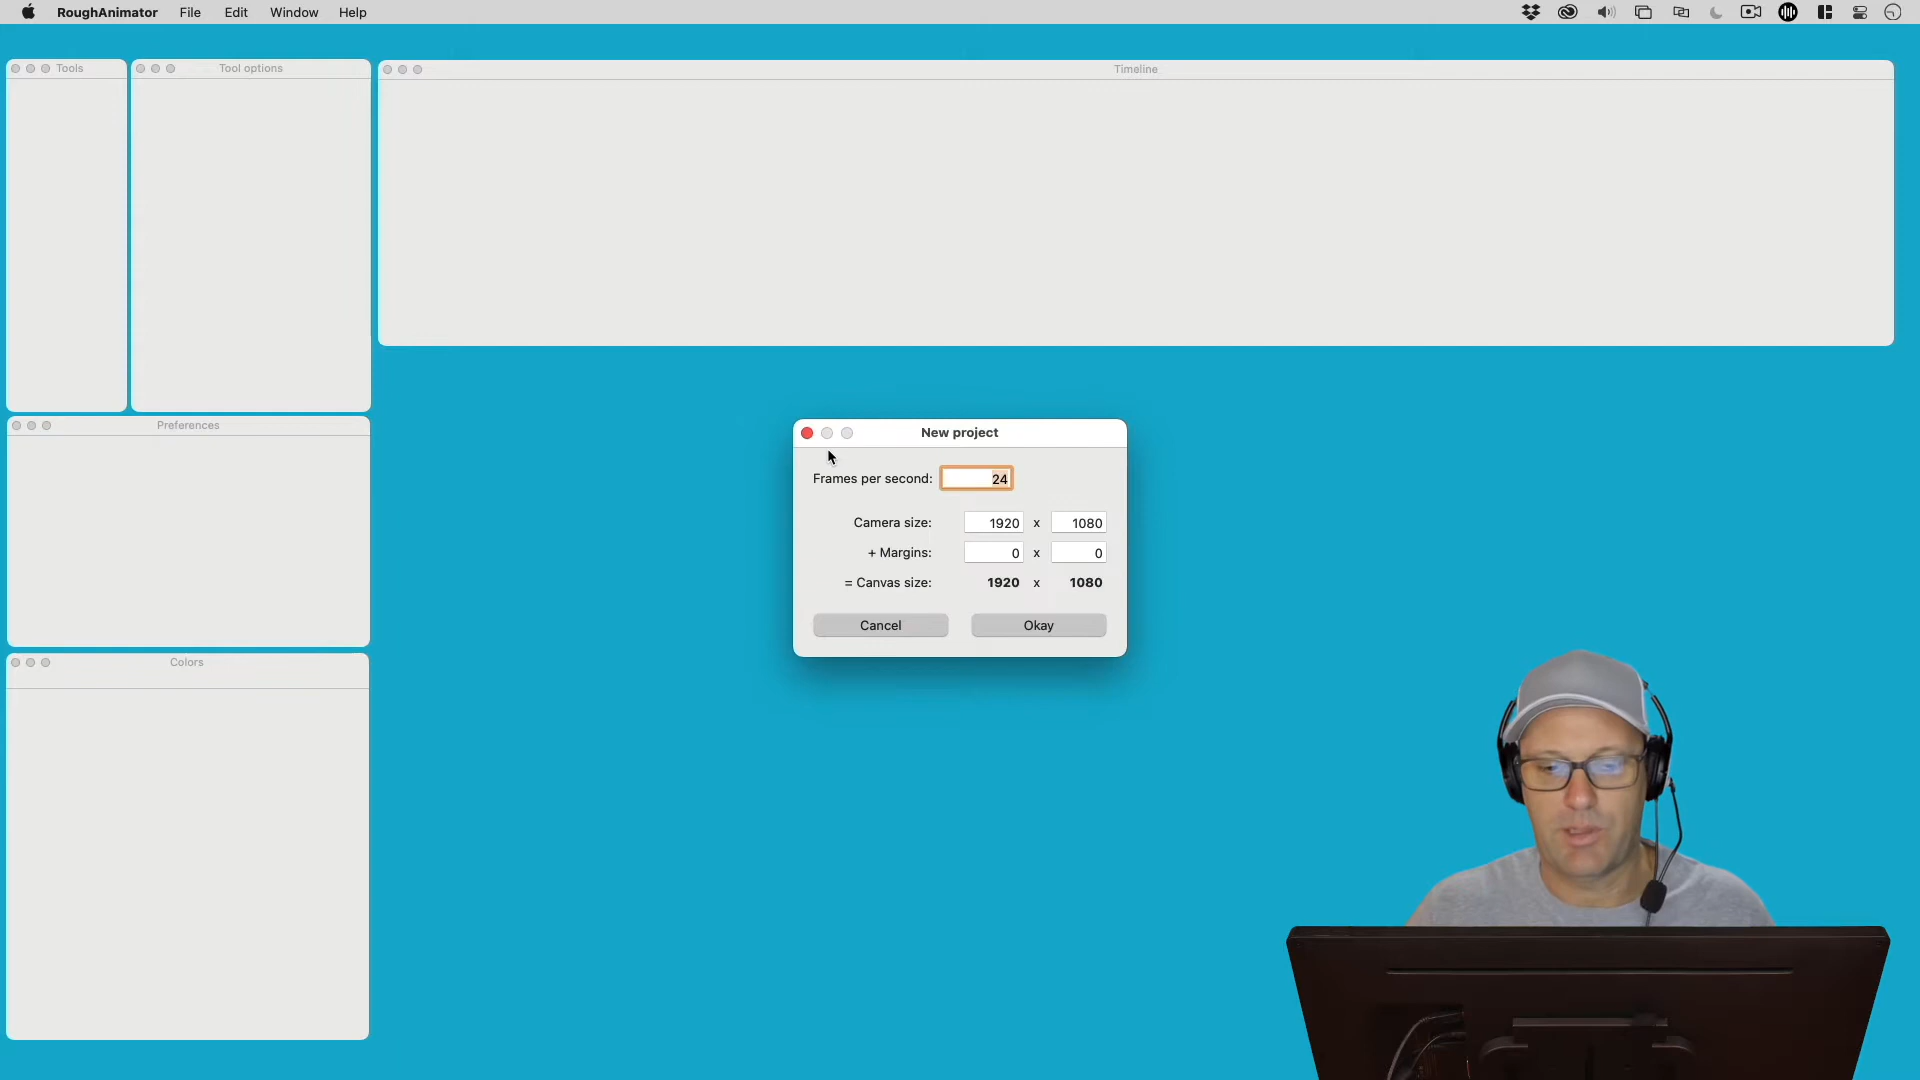 RoughAnimator File Edit Window Help
Tools
Tool options
Timeline
Preferences
Colors
New project
Frames per second: 24
Camera size: 1920 x 1080
+ Margins: 0 x 0
= Canvas size: 1920 x 1080
Cancel Okay